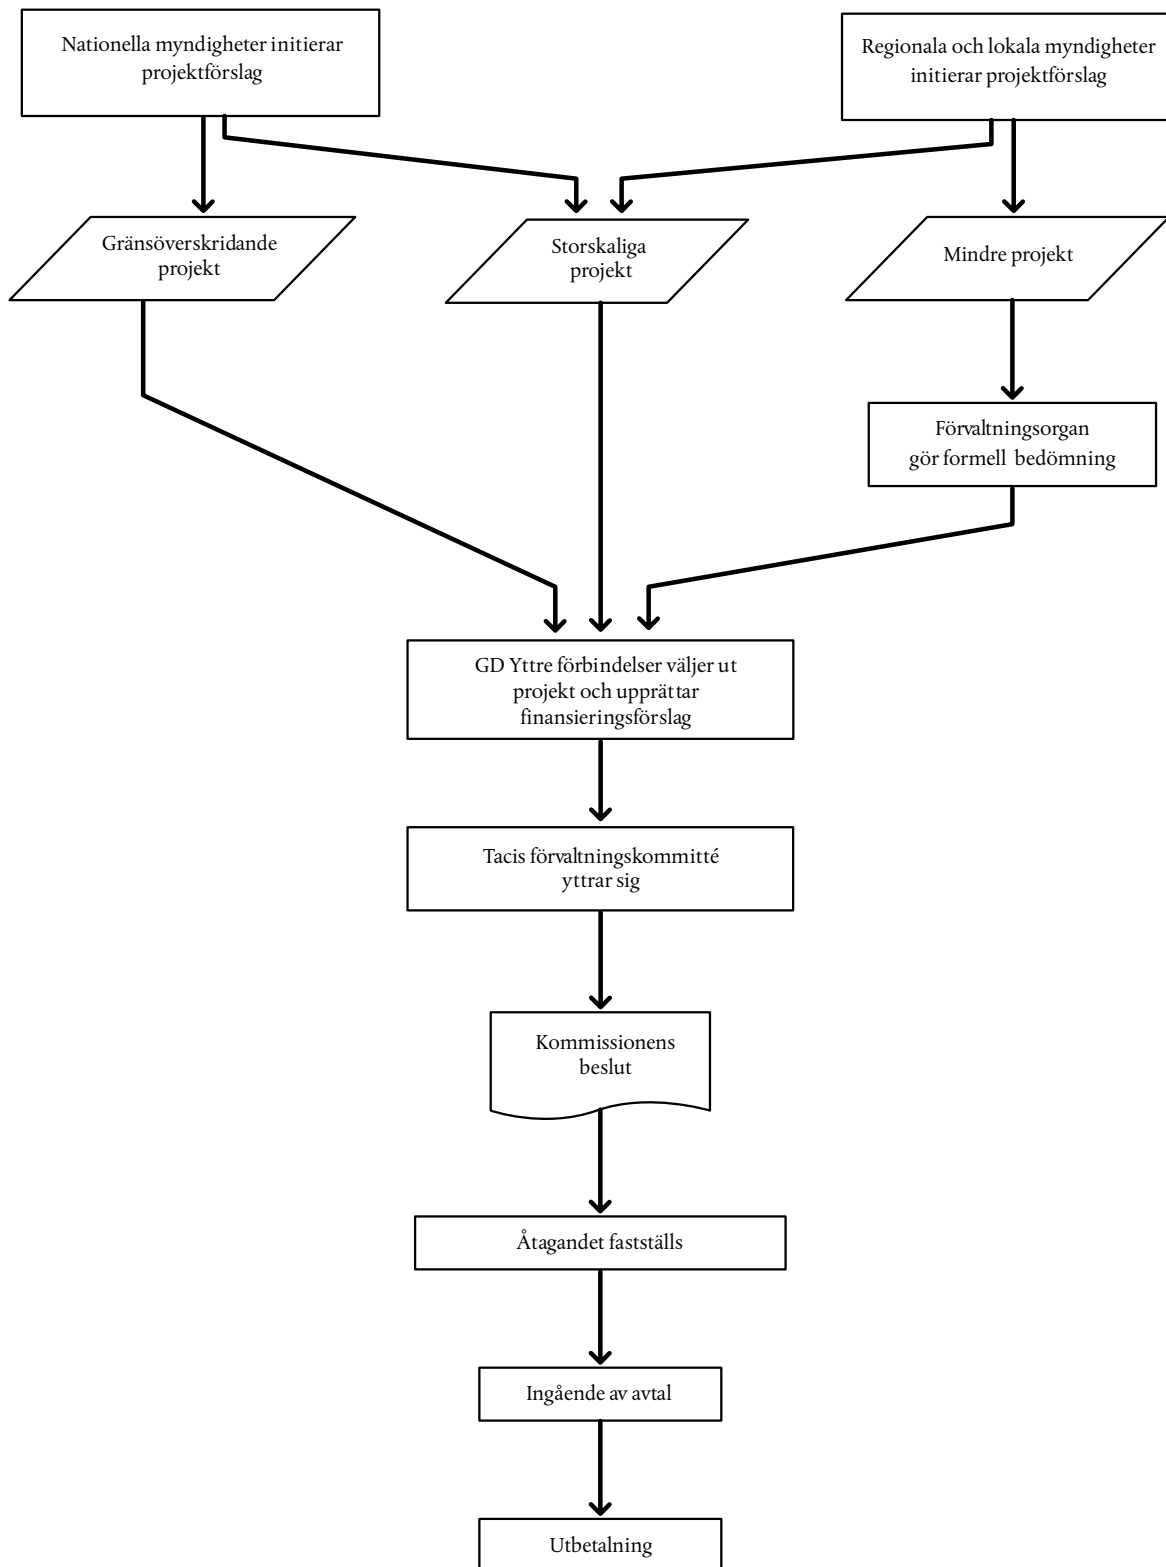 Nationella myndigheter initierar
projektförslag
Regionala och lokala myndigheter
initierar projektförslag
Gränsöverskridande
projekt
Storskaliga
projekt
Mindre projekt
Förvaltningsorgan
gör formell bedömning
GD Yttre förbindelser väljer ut
projekt och upprättar
finansieringsförslag
Tacis förvaltningskommitté
yttrar sig
Kommissionens
beslut
Åtagandet fastställs
Ingående av avtal
Utbetalning